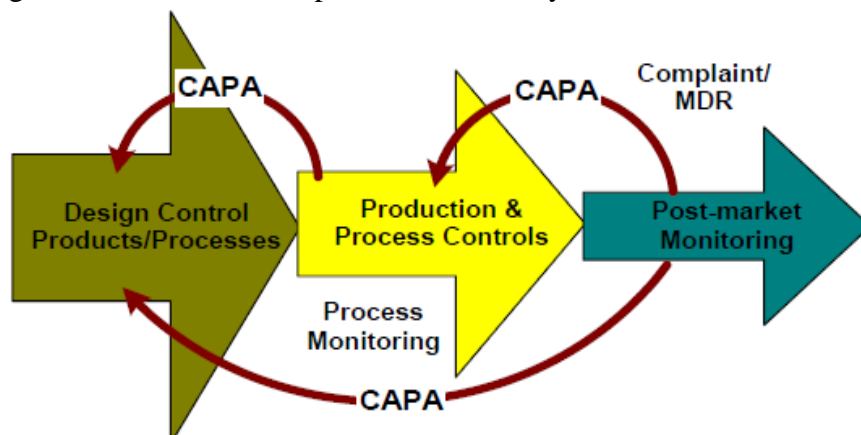 CAPA
CAPA
Complaint/
MDR
Design Control
Products/Processes
Production &
Process Controls
Post-market
Monitoring
Process
Monitoring
CAPA